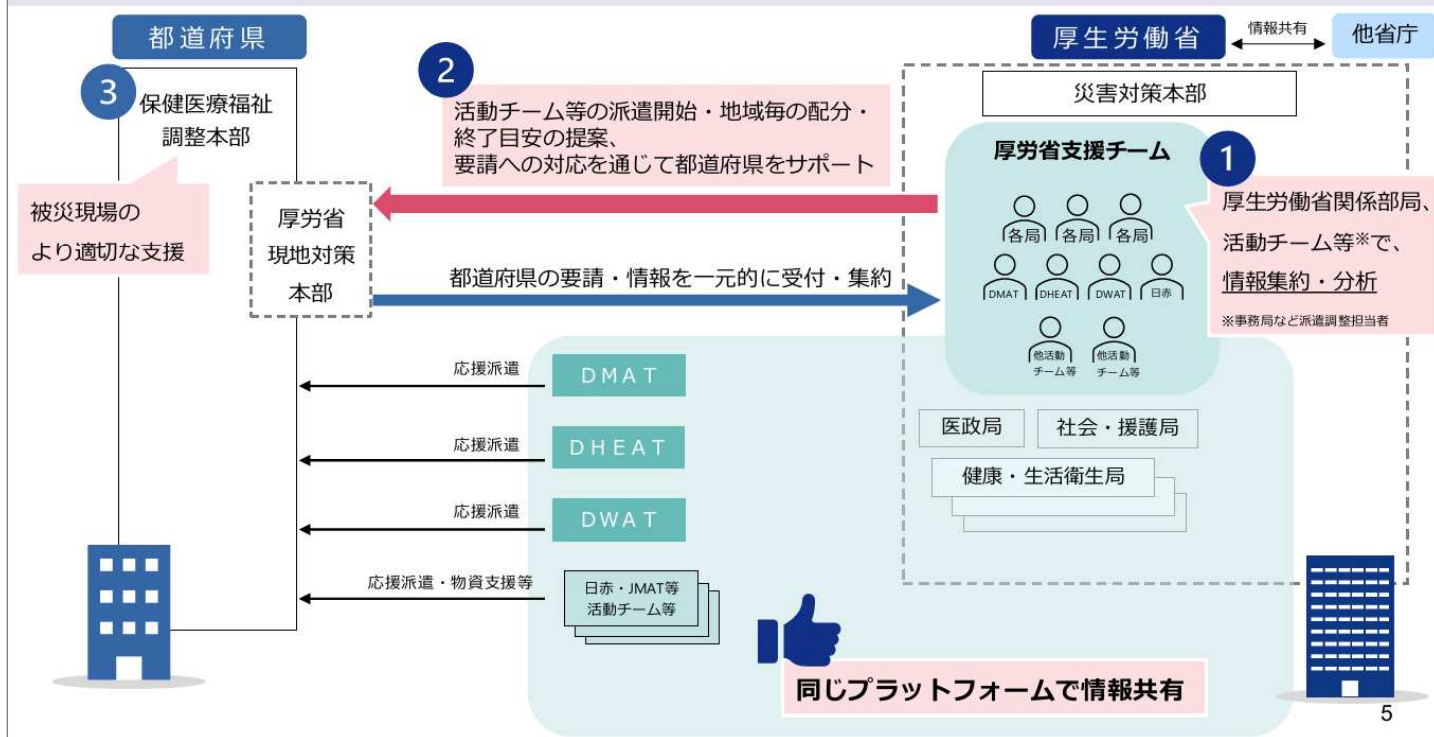 都道府県
厚生労働省
情報共有
他省庁
3
保健医療福祉
調整本部
被災現場の
より適切な支援
厚労省
現地対策
本部
2
活動チーム等の派遣開始・地域毎の配分・
終了目安の提案、
要請への対応を通じて都道府県をサポート
都道府県の要請・情報を一元的に受付・集約
災害対策本部
厚労省支援チーム
1
厚生労働省関係部局、
活動チーム等※で、
情報集約・分析
※事務局など派遣調整担当者
各局 各局 各局
DMAT DHEAT DWAT 日赤
他活動 他活動
チーム等 チーム等
応援派遣
DMAT
応援派遣
DHEAT
応援派遣
DWAT
応援派遣・物資支援等
日赤・JMAT等
活動チーム等
医政局
社会・援護局
健康・生活衛生局
同じプラットフォームで情報共有
5